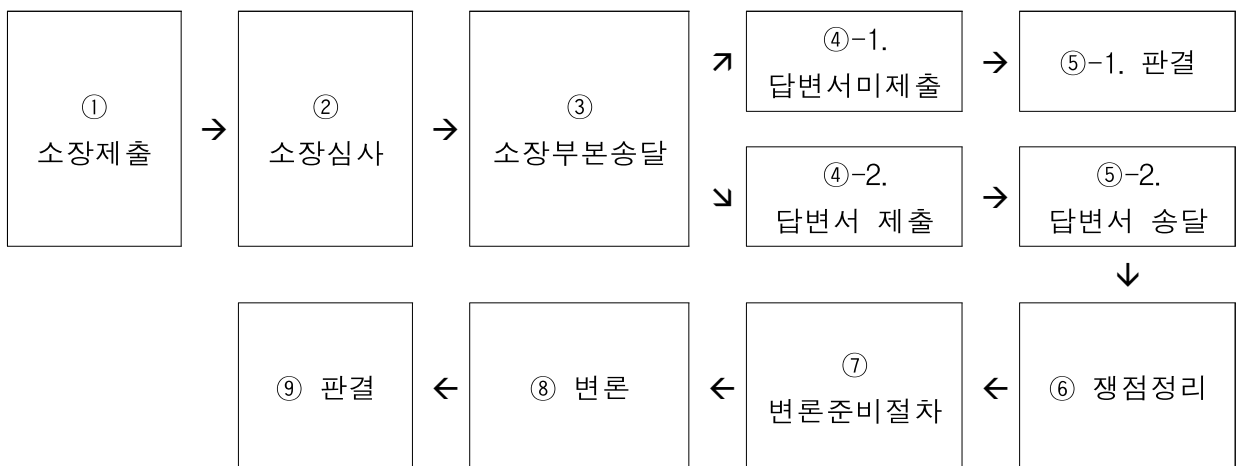 ①
소장제출
→
②
소장심사
→
③
소장부본송달
↗
④-1.
답변서미제출
→
⑤-1. 판결
↘
④-2.
답변서 제출
→
⑤-2.
답변서 송달
↓
⑥ 쟁점정리
←
⑦
변론준비절차
←
⑧ 변론
←
⑨ 판결